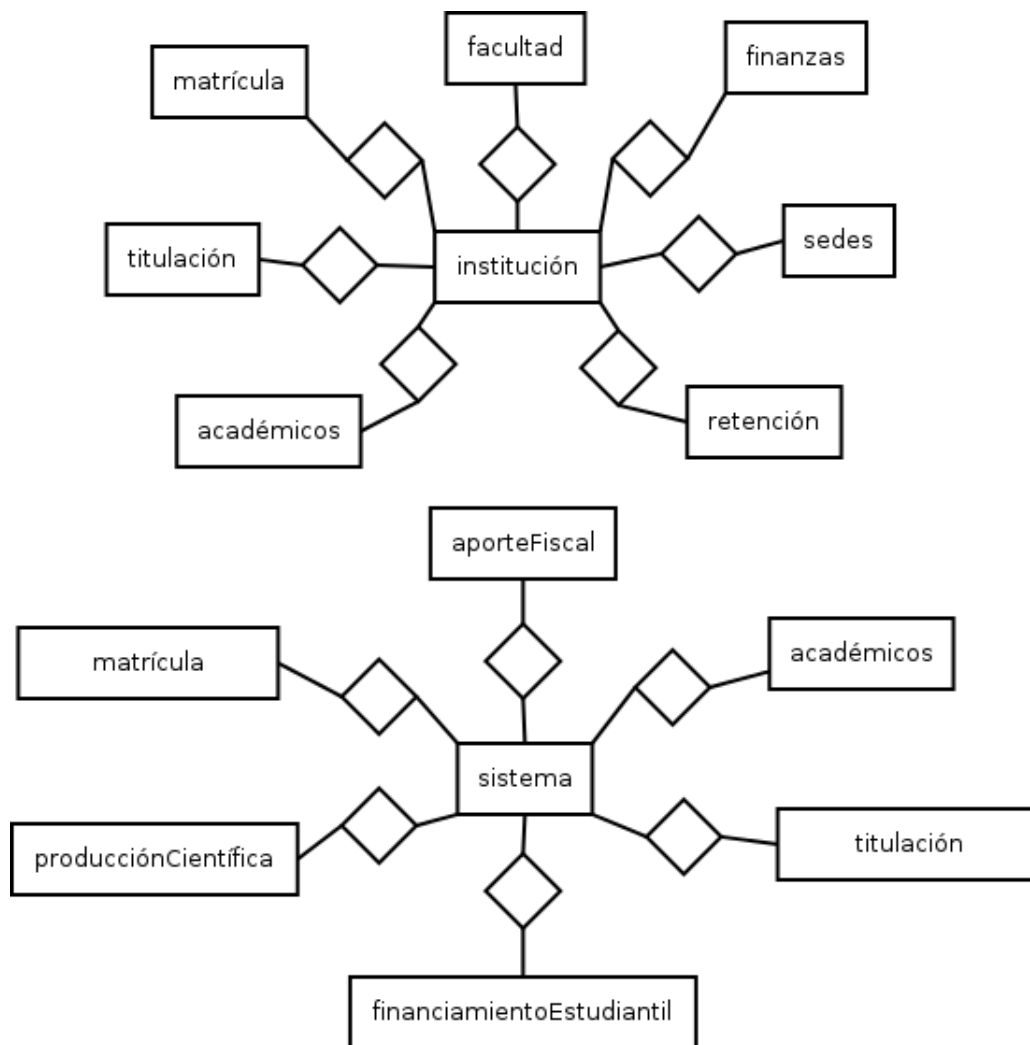 facultad
finanzas
matrícula
sedes
titulación
institución
retención
académicos
aporteFiscal
académicos
matrícula
sistema
titulación
producciónCientífica
financiamientoEstudiantil